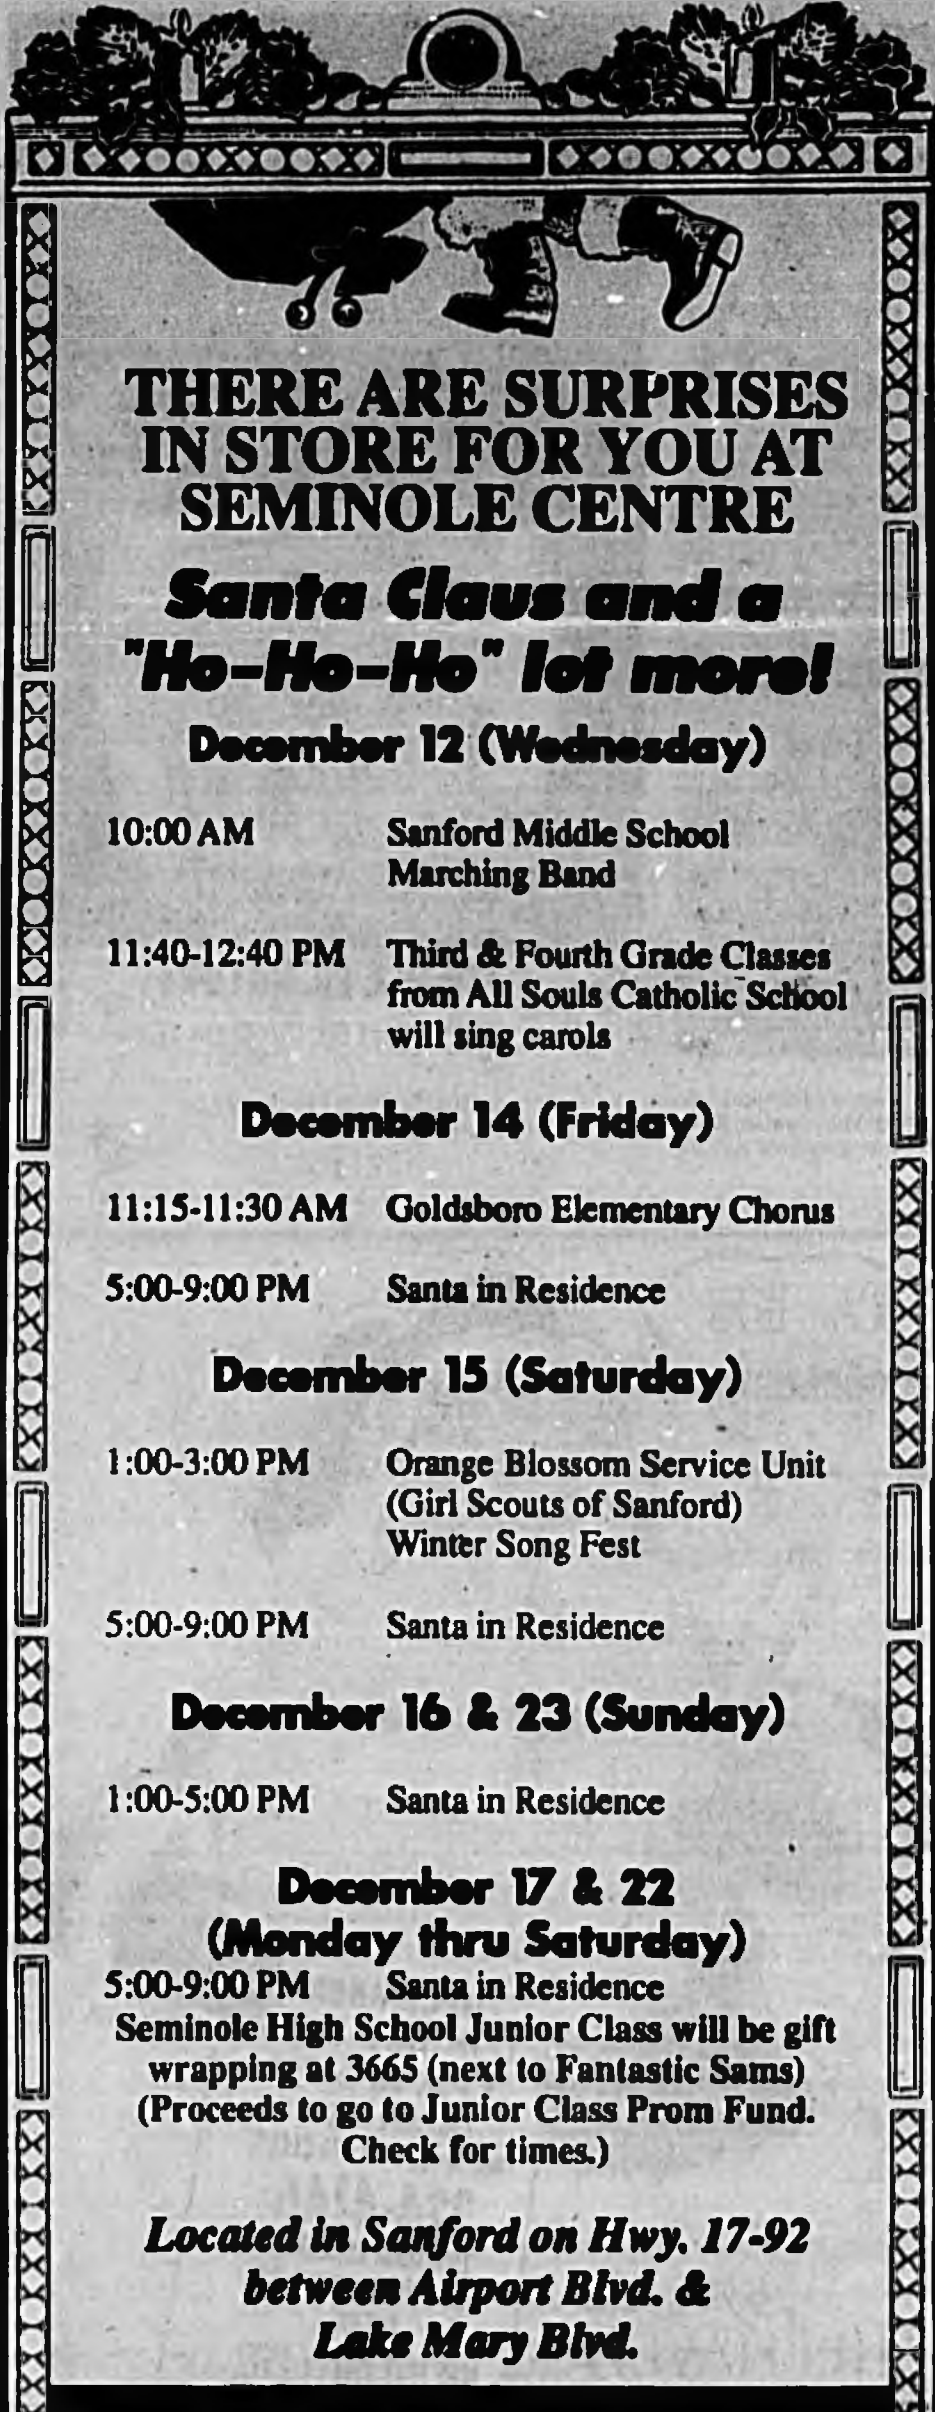 THERE ARE SURPRISES
IN STORE FOR YOU AT
SEMINOLE CENTRE
Santa Claus and a
"Ho-Ho-Ho" lot more!
December 12 (Wednesday)
10:00 AM Sanford Middle School
Marching Band
11:40-12:40 PM Third & Fourth Grade Classes
from All Souls Catholic School
will sing carols
December 14 (Friday)
11:15-11:30 AM Goldsboro Elementary Chorus
5:00-9:00 PM Santa in Residence
December 15 (Saturday)
1:00-3:00 PM Orange Blossom Service Unit
(Girl Scouts of Sanford)
Winter Song Fest
5:00-9:00 PM Santa in Residence
December 16 & 23 (Sunday)
1:00-5:00 PM Santa in Residence
December 17 & 22
(Monday thru Saturday)
5:00-9:00 PM Santa in Residence
Seminole High School Junior Class will be gift
wrapping at 3665 (next to Fantastic Sams)
(Proceeds to go to Junior Class Prom Fund.
Check for times.)
Located in Sanford on Hwy. 17-92
between Airport Blvd. &
Lake Mary Blvd.